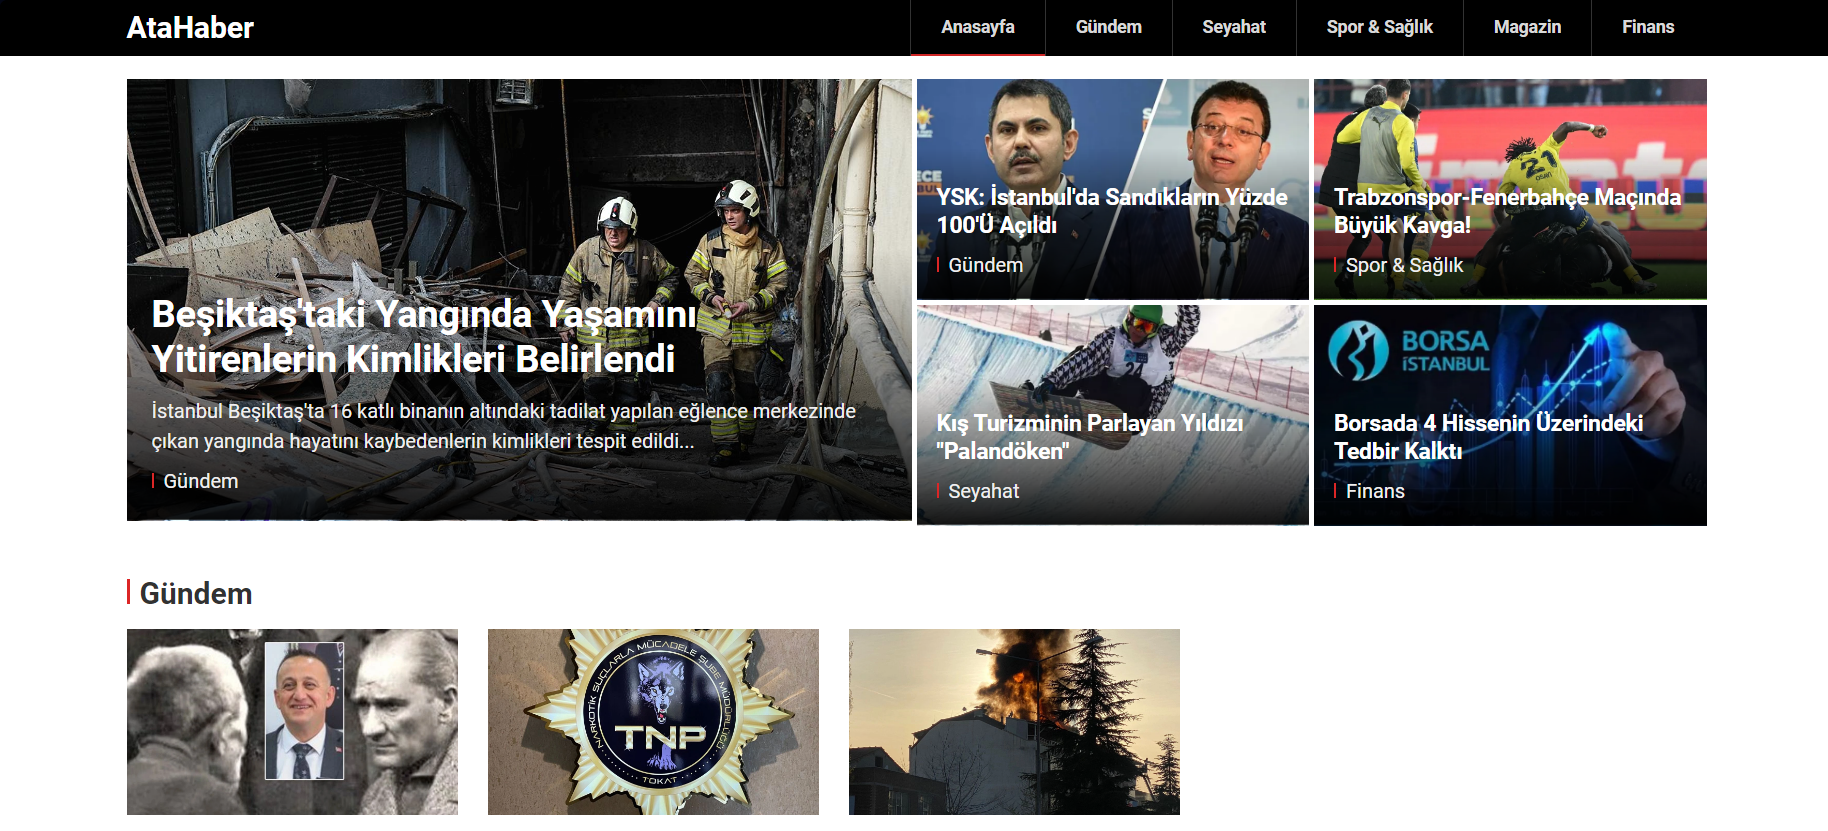 AtaHaber
Anasayfa
Gündem
Seyahat
Spor & Sağlık
Magazin
Finans
Beşiktaş'taki Yangında Yaşamını
Yitirenlerin Kimlikleri Belirlendi
İstanbul Beşiktaş'ta 16 katlı binanın altındaki tadilat yapılan eğlence merkezinde
çıkan yangında hayatını kaybedenlerin kimlikleri tespit edildi...
Gündem
YSK: İstanbul'da Sandıkların Yüzde
100'Ü Açıldı
Gündem
21
OSAYI
Trabzonspor-Fenerbahçe Maçında
Büyük Kavga!
Spor & Sağlık
24
Kış Turizminin Parlayan Yıldızı
"Palandöken"
Seyahat
BORSA
İSTANBUL
Borsada 4 Hissenin Üzerindeki
Tedbir Kalktı
Finans
Gündem
NARKOTİK SUÇLARLA MÜCADELE ŞUBE MÜDÜRLÜĞÜ
TNP
TOKAT